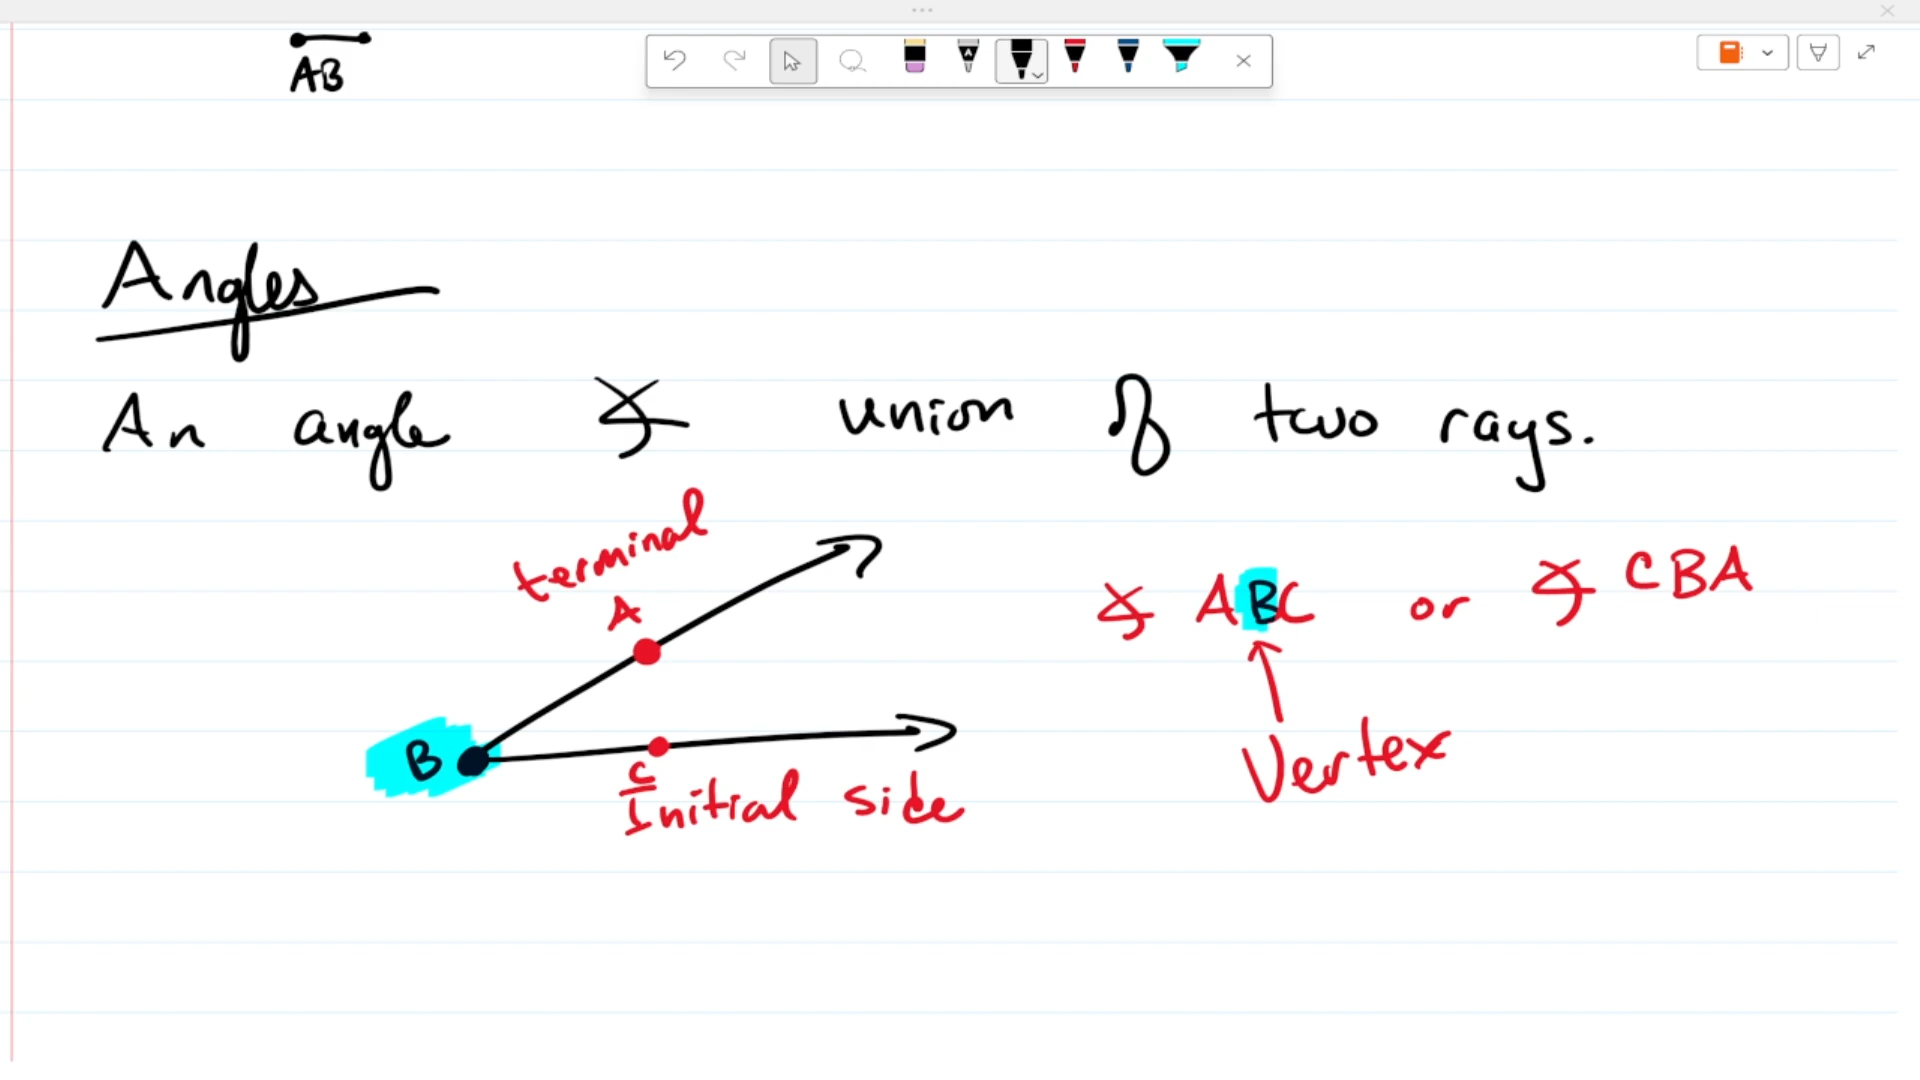 AB
Angles
An angle ∡ union of two rays.
terminal
A
∡ ABC or ∡ CBA
B
C
Initial side
Vertex